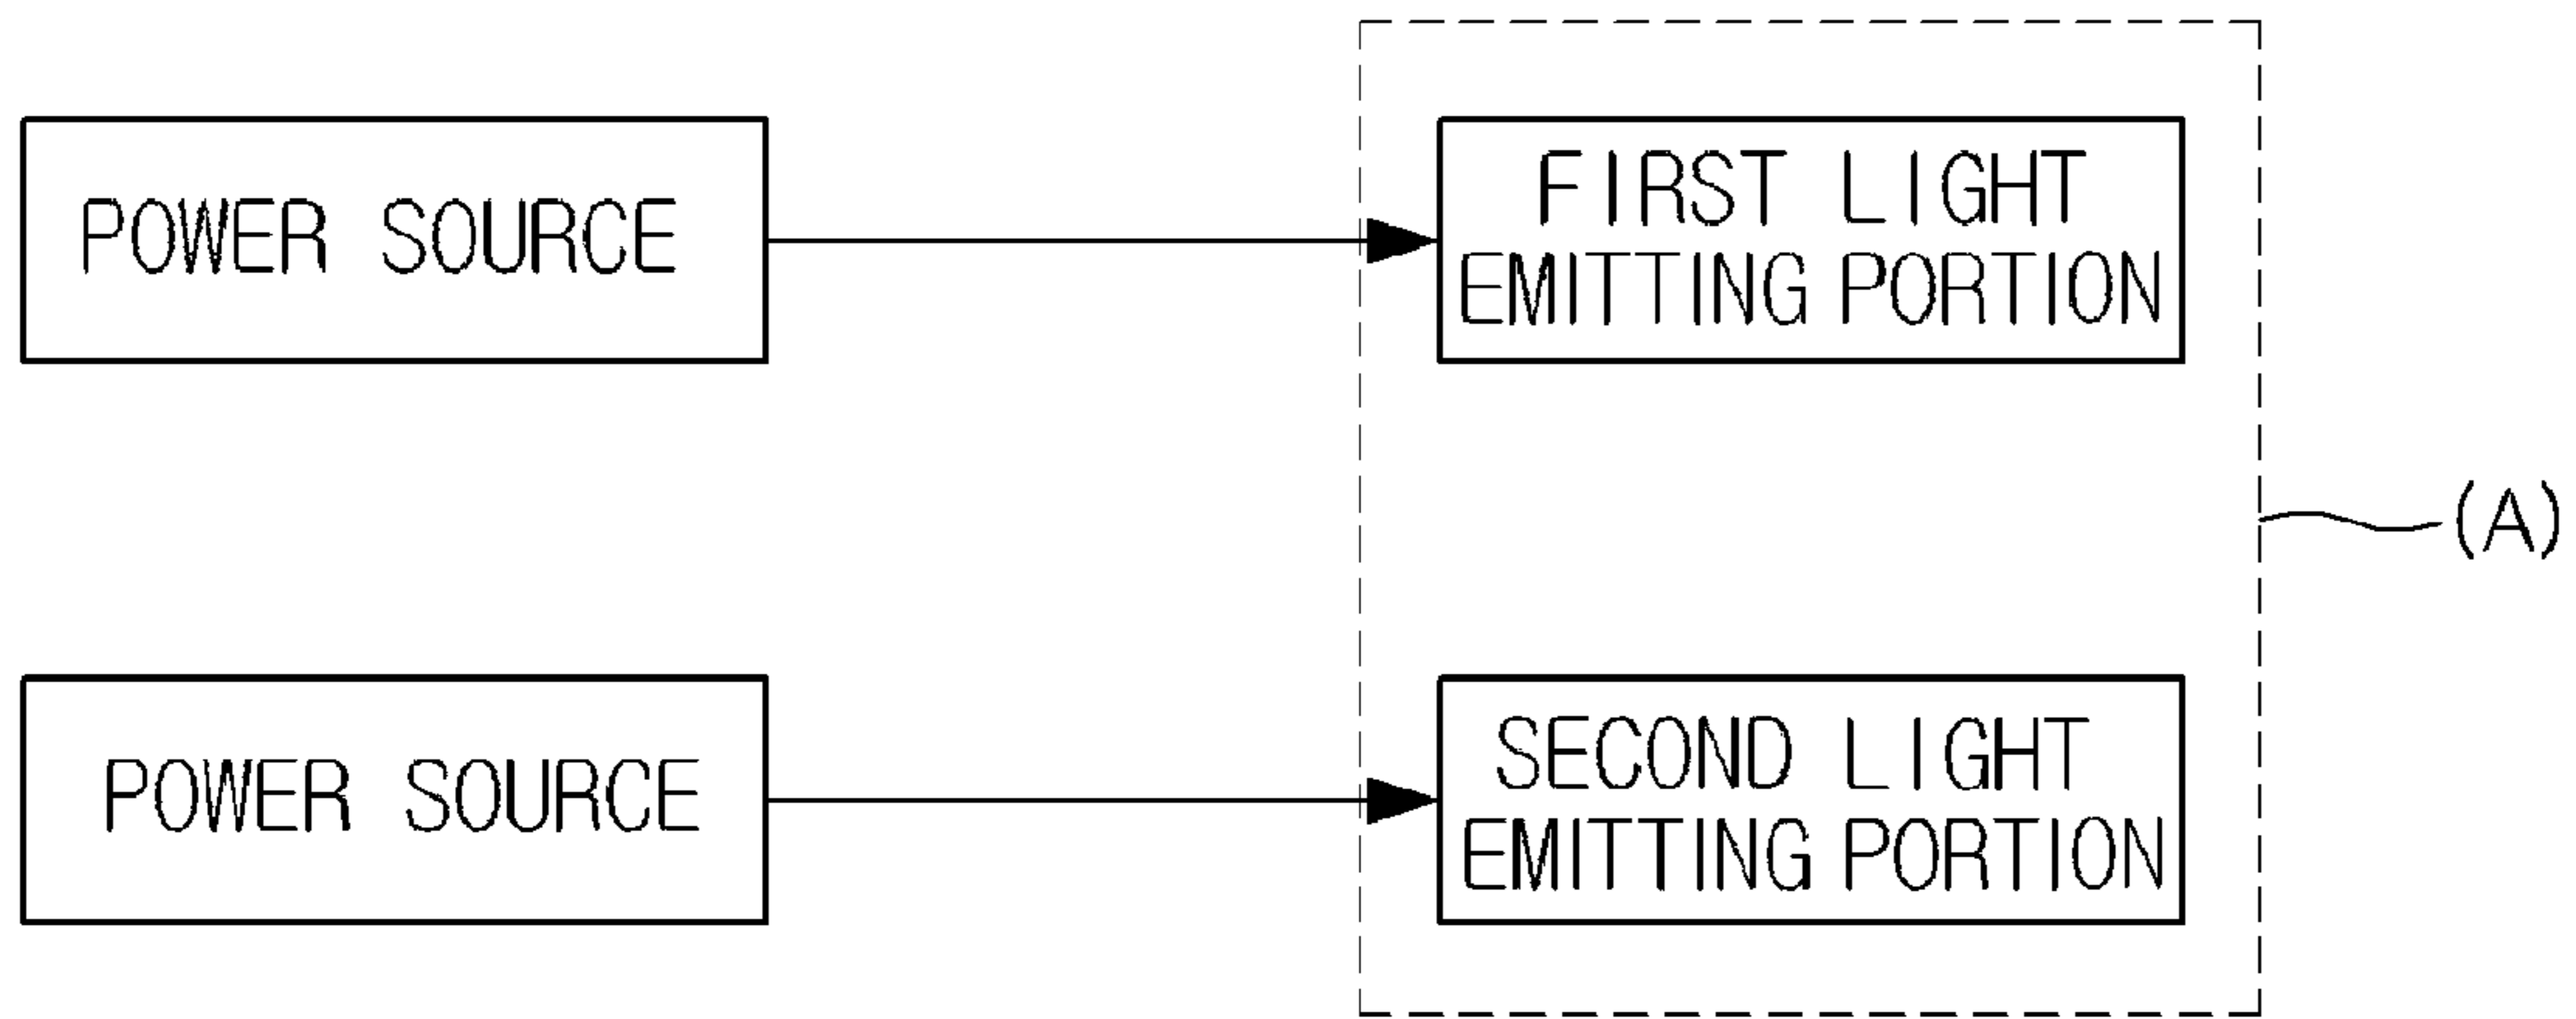 POWER SOURCE
FIRST LIGHT
EMITTING PORTION
(A)
POWER SOURCE
SECOND LIGHT
EMITTING PORTION